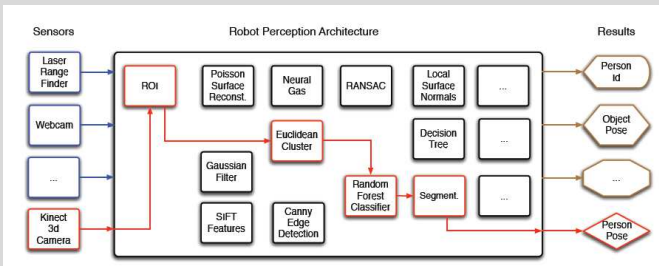 Sensors
Robot Perception Architecture
Results
Laser
Range
Finder
ROI
Poisson
Surface
Reconst.
Neural
Gas
RANSAC
Local
Surface
Normals
...
Person
id
Webcam
Euclidean
Cluster
Decision
Tree
...
Object
Pose
...
Gaussian
Filter
Random
Forest
Classifier
Segment.
...
...
Kinect
3d
Camera
SIFT
Features
Canny
Edge
Detection
Person
Pose